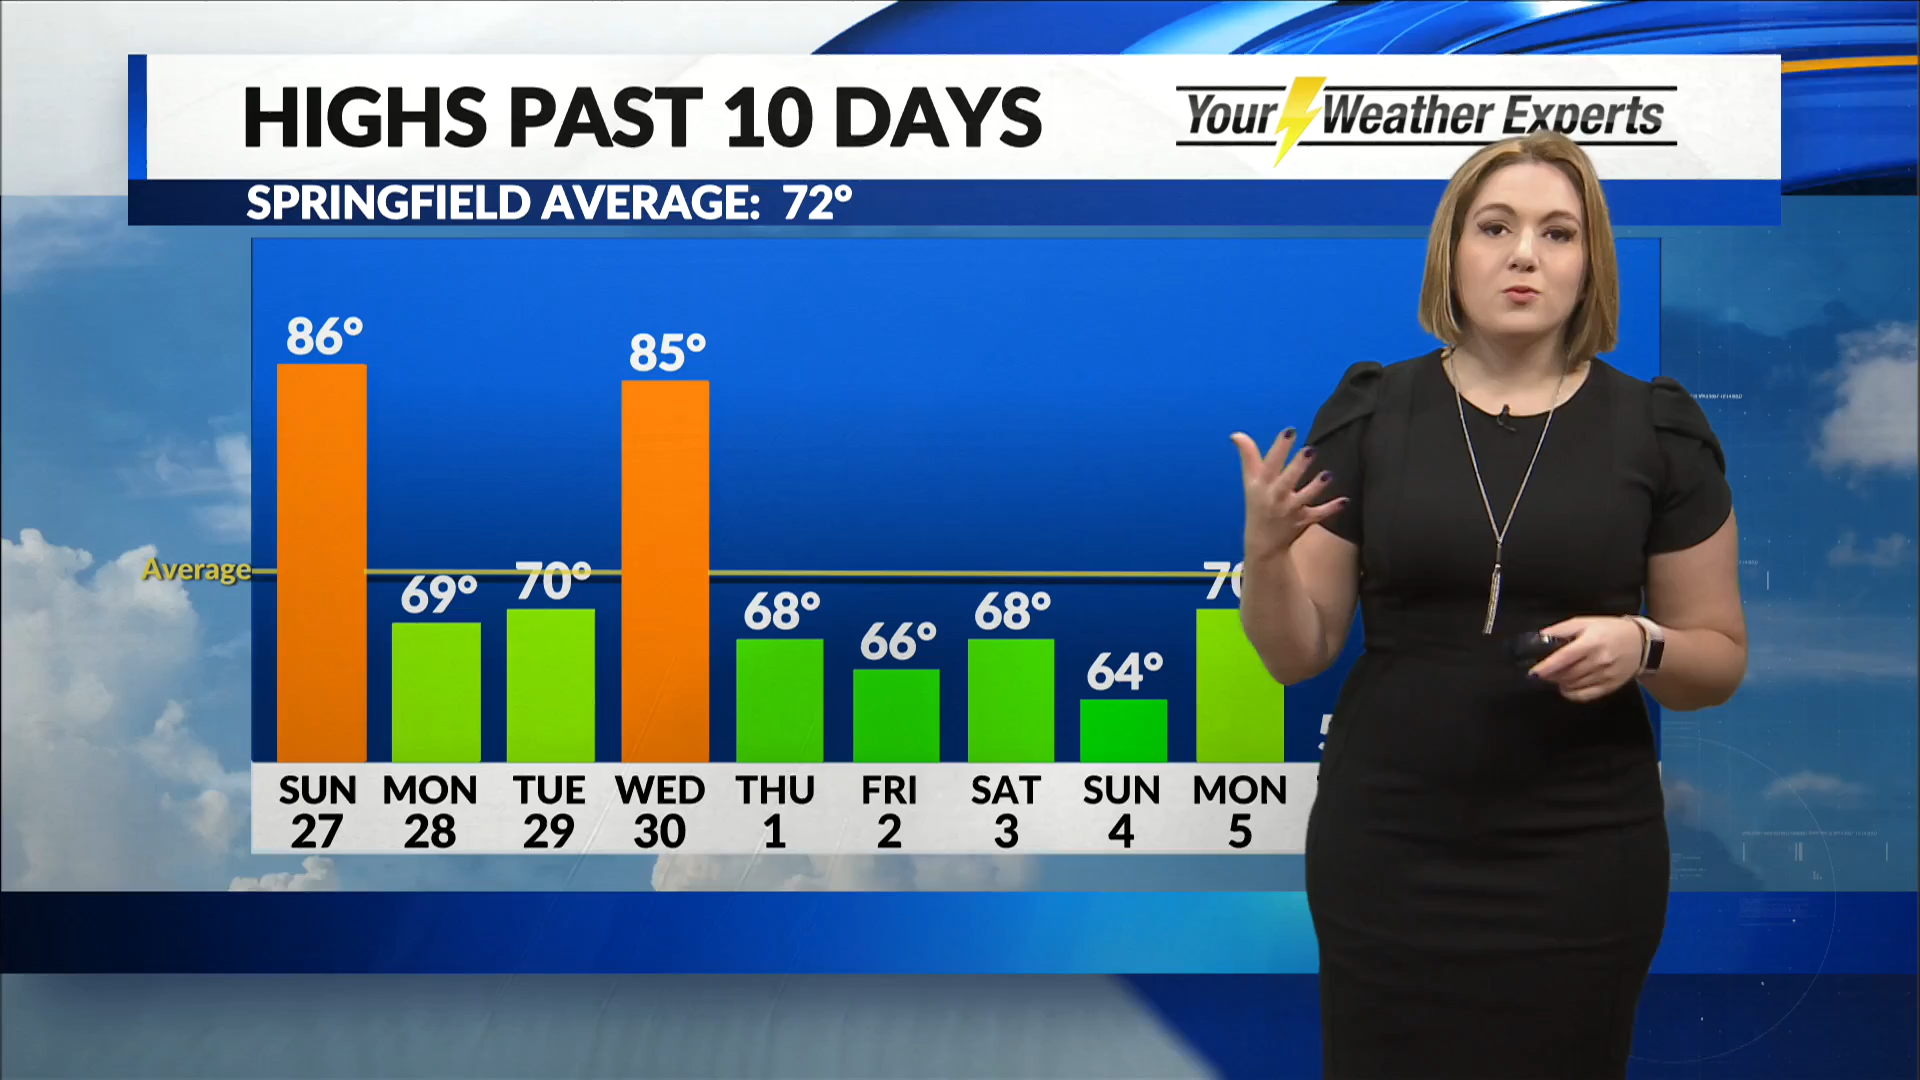 HIGHS PAST 10 DAYS
Your Weather Experts
SPRINGFIELD AVERAGE: 72°
86°
85°
Average
69°
70°
68°
66°
68°
64°
SUN MON TUE WED THU FRI SAT SUN MON
27 28 29 30 1 2 3 4 5